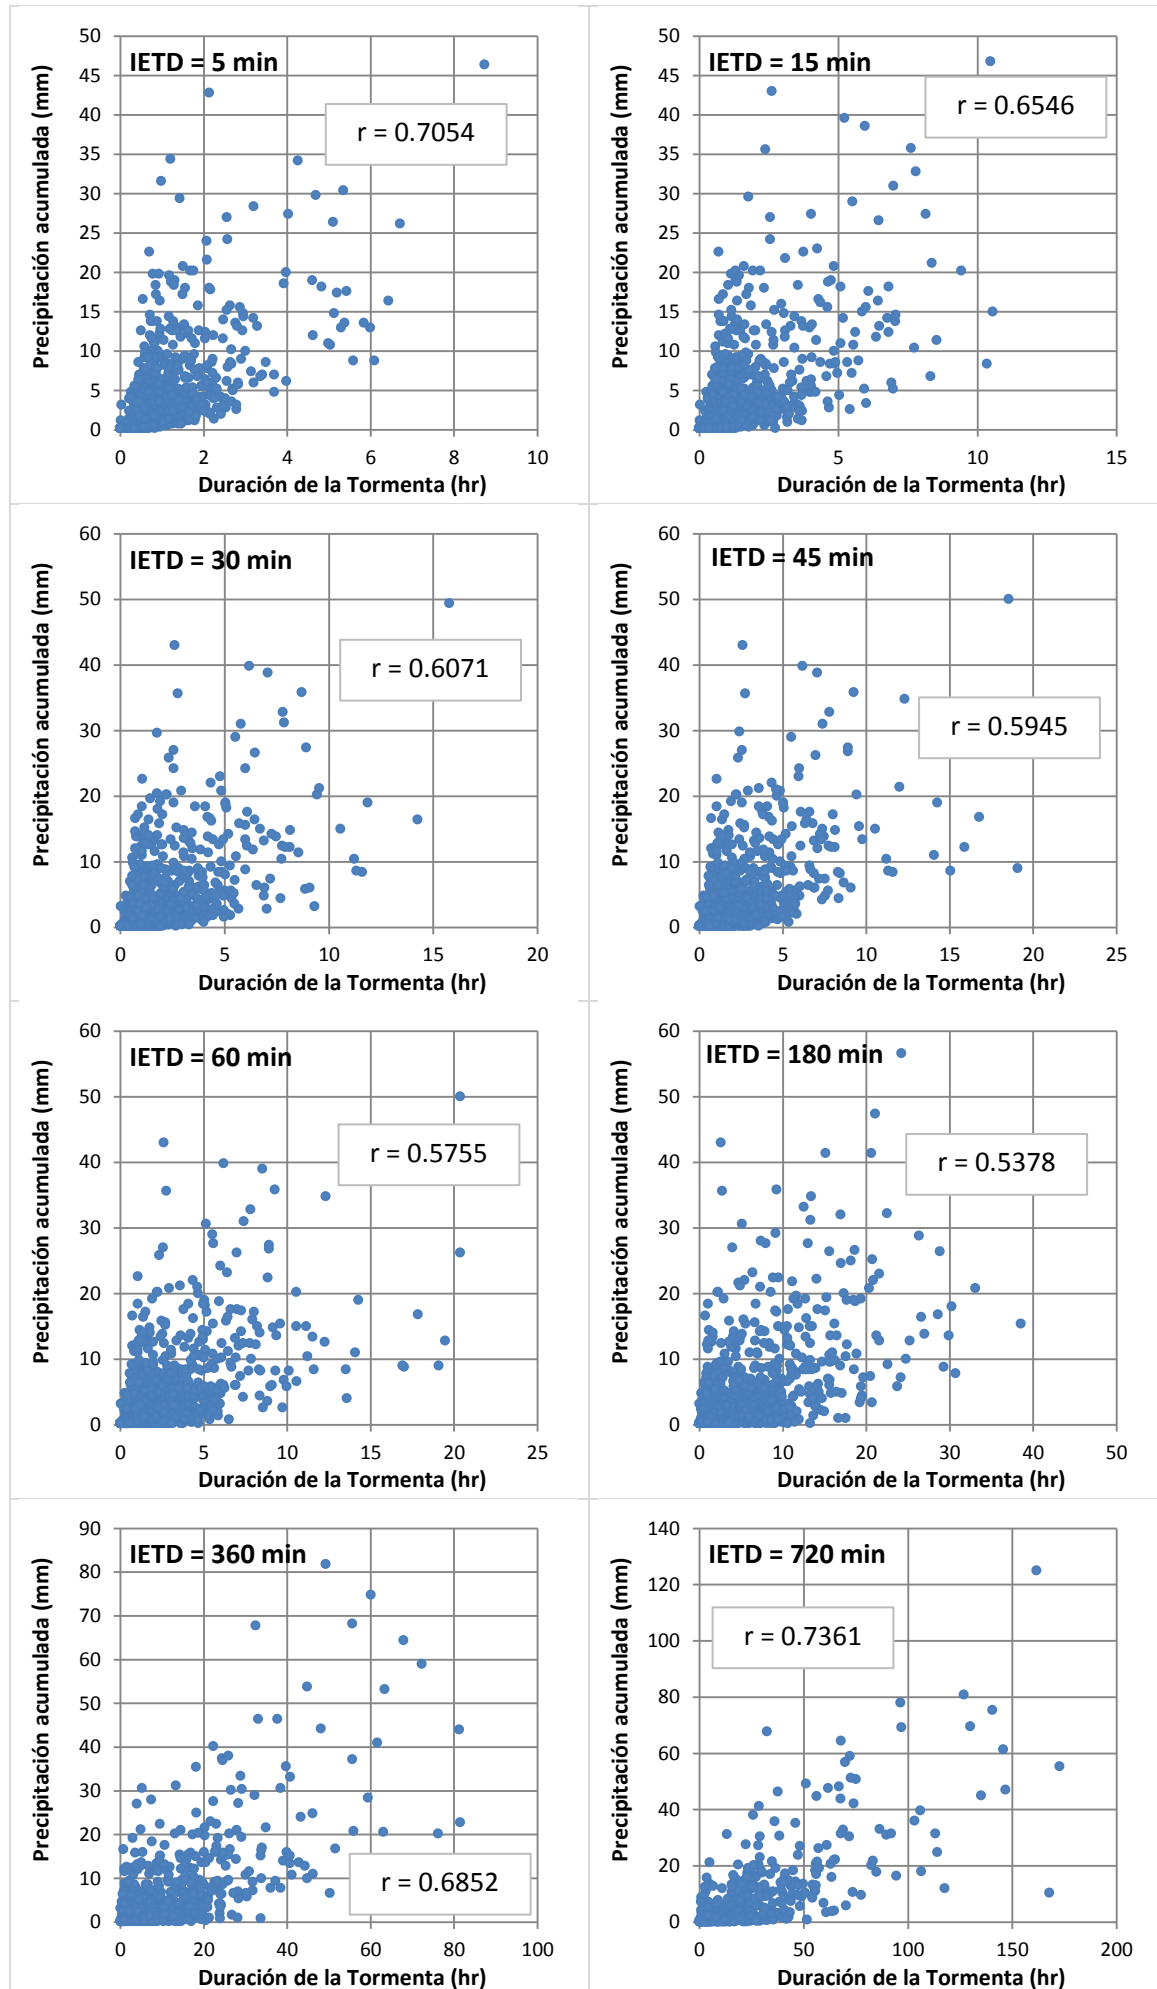 IETD = 5 min
r = 0.7054
Precipitación acumulada (mm)
50
45
40
35
30
25
20
15
10
5
0
0 2 4 6 8 10
Duración de la Tormenta (hr)
IETD = 15 min
r = 0.6546
Precipitación acumulada (mm)
50
45
40
35
30
25
20
15
10
5
0
0 5 10 15
Duración de la Tormenta (hr)
IETD = 30 min
r = 0.6071
Precipitación acumulada (mm)
60
50
40
30
20
10
0
0 5 10 15 20
Duración de la Tormenta (hr)
IETD = 45 min
r = 0.5945
Precipitación acumulada (mm)
60
50
40
30
20
10
0
0 5 10 15 20 25
Duración de la Tormenta (hr)
IETD = 60 min
r = 0.5755
Precipitación acumulada (mm)
60
50
40
30
20
10
0
0 5 10 15 20 25
Duración de la Tormenta (hr)
IETD = 180 min
r = 0.5378
Precipitación acumulada (mm)
60
50
40
30
20
10
0
0 10 20 30 40 50
Duración de la Tormenta (hr)
IETD = 360 min
r = 0.6852
Precipitación acumulada (mm)
90
80
70
60
50
40
30
20
10
0
0 20 40 60 80 100
Duración de la Tormenta (hr)
IETD = 720 min
r = 0.7361
Precipitación acumulada (mm)
140
120
100
80
60
40
20
0
0 50 100 150 200
Duración de la Tormenta (hr)